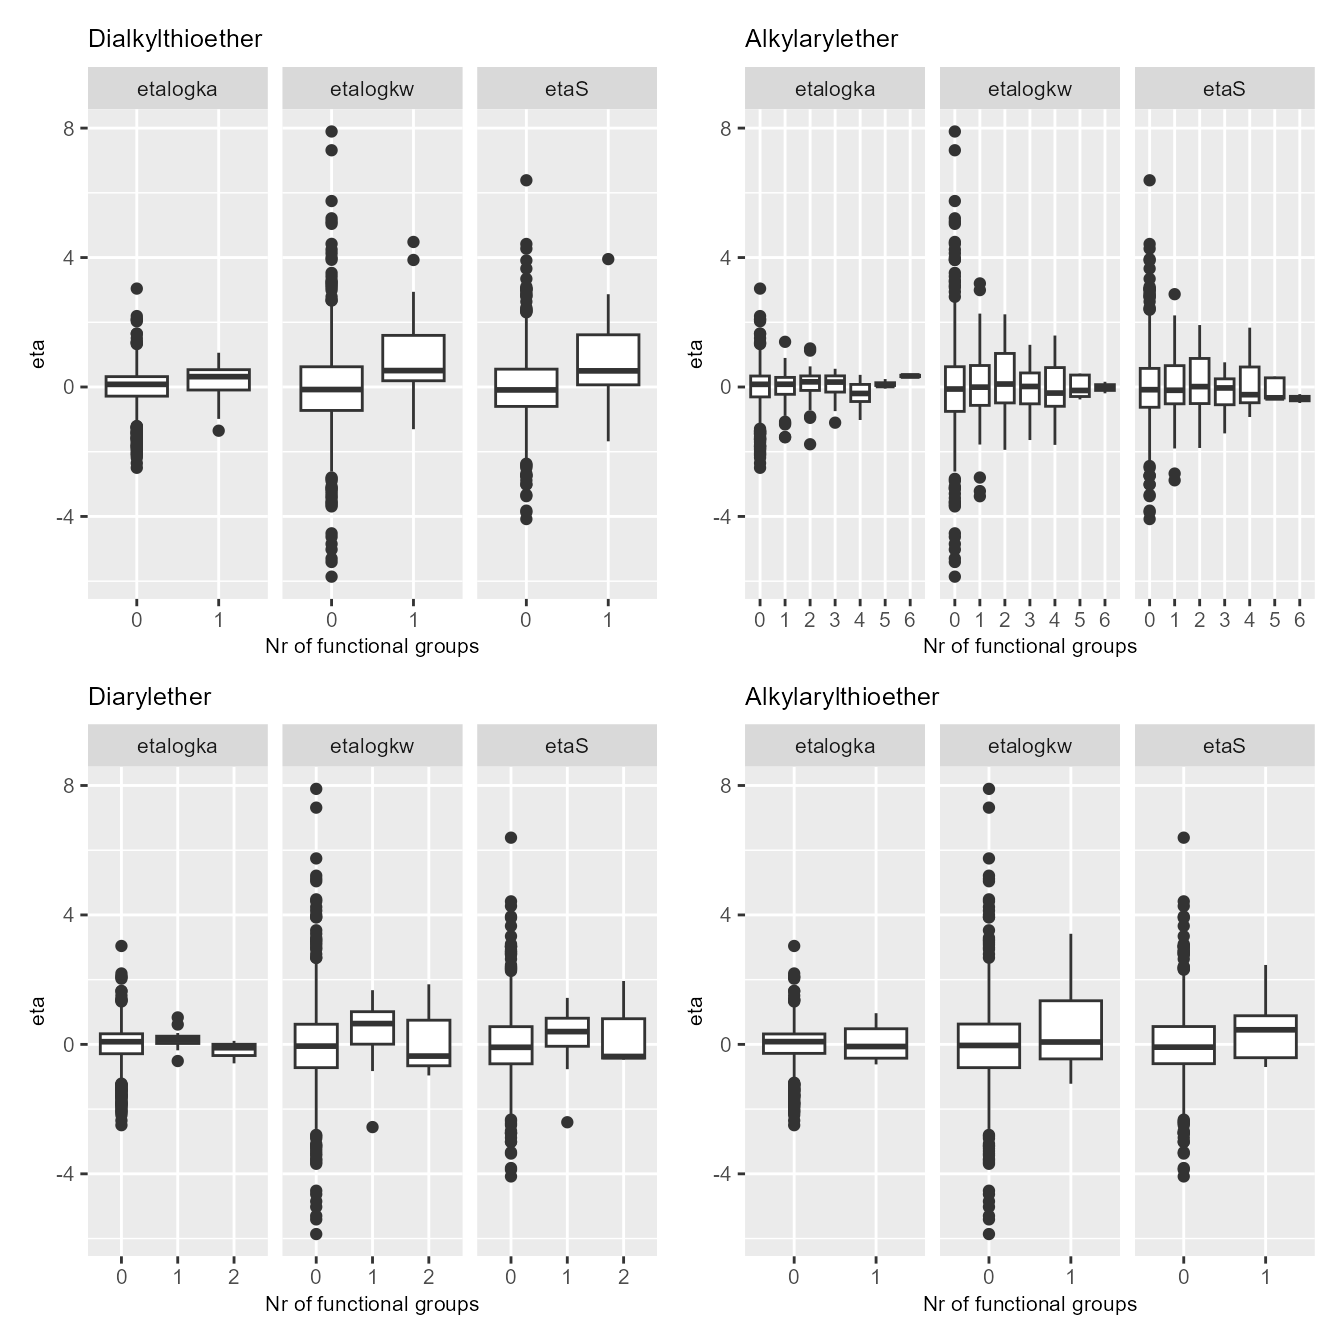 Dialkylthioether
etalogka etalogkw etaS
eta
8
4
0
-4
0 1 0 1 0 1
Nr of functional groups
Alkylarylether
etalogka etalogkw etaS
eta
8
4
0
-4
0 1 2 3 4 5 6 0 1 2 3 4 5 6 0 1 2 3 4 5 6
Nr of functional groups
Diarylether
etalogka etalogkw etaS
eta
8
4
0
-4
0 1 2 0 1 2 0 1 2
Nr of functional groups
Alkylarylthioether
etalogka etalogkw etaS
eta
8
4
0
-4
0 1 0 1 0 1
Nr of functional groups